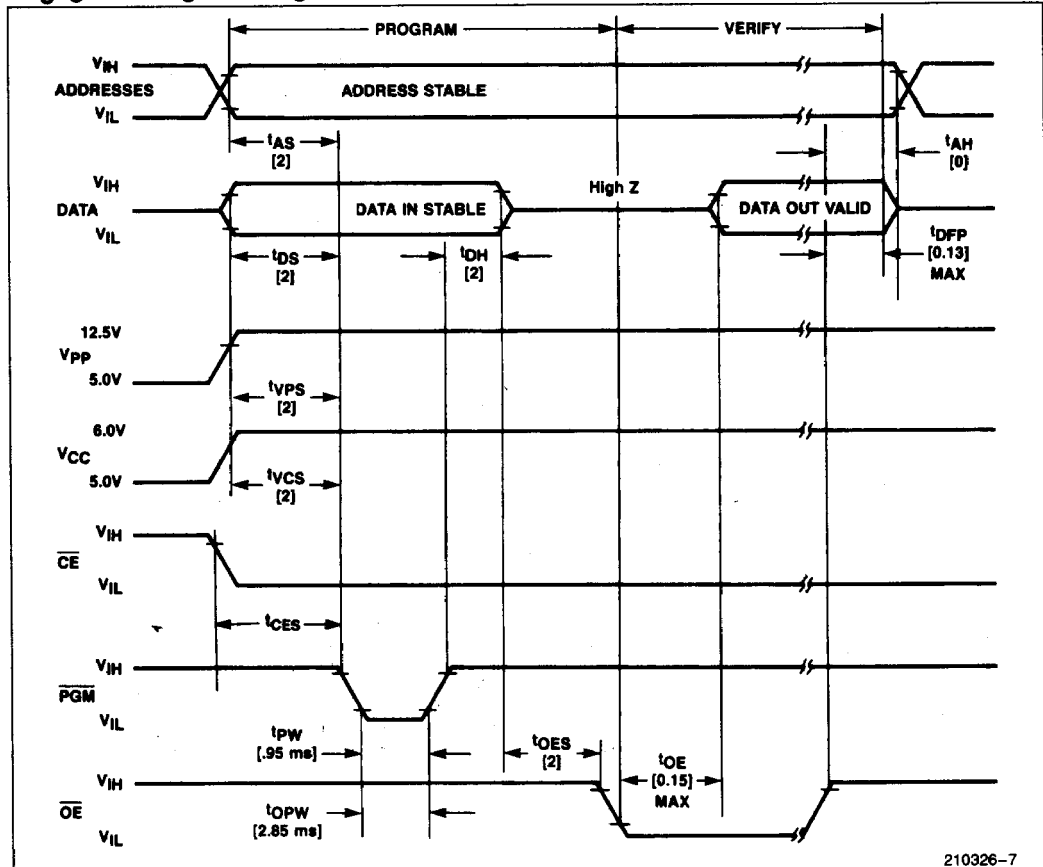 PROGRAM
VERIFY
VIH
ADDRESSES
VIL
ADDRESS STABLE
tAS
[2]
tAH
[0]
VIH
DATA
VIL
DATA IN STABLE
High Z
DATA OUT VALID
tDS
[2]
tDH
[2]
tDFP
[0.13]
MAX
12.5V
VPP
5.0V
tVPS
[2]
6.0V
VCC
5.0V
tVCS
[2]
VIH
CE
VIL
tCES
VIH
PGM
VIL
tPW
[.95 ms]
tOES
[2]
tOE
[0.15]
MAX
VIH
OE
VIL
tOPW
[2.85 ms]
210326-7